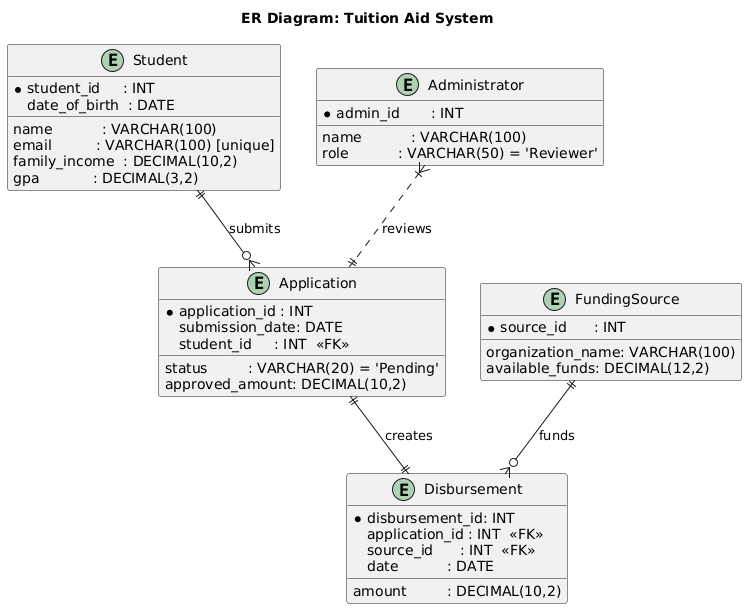 ER Diagram: Tuition Aid System
E Student
student_id : INT
date_of_birth : DATE
name : VARCHAR(100)
email : VARCHAR(100) [unique]
family_income : DECIMAL(10,2)
gpa : DECIMAL(3,2)
E Administrator
admin_id : INT
name : VARCHAR(100)
role : VARCHAR(50) = 'Reviewer'
submits
reviews
E Application
application_id : INT
submission_date: DATE
student_id : INT «FK»
status : VARCHAR(20) = 'Pending'
approved_amount: DECIMAL(10,2)
E FundingSource
source_id : INT
organization_name: VARCHAR(100)
available_funds: DECIMAL(12,2)
creates
funds
E Disbursement
disbursement_id: INT
application_id : INT «FK»
source_id : INT «FK»
date : DATE
amount : DECIMAL(10,2)